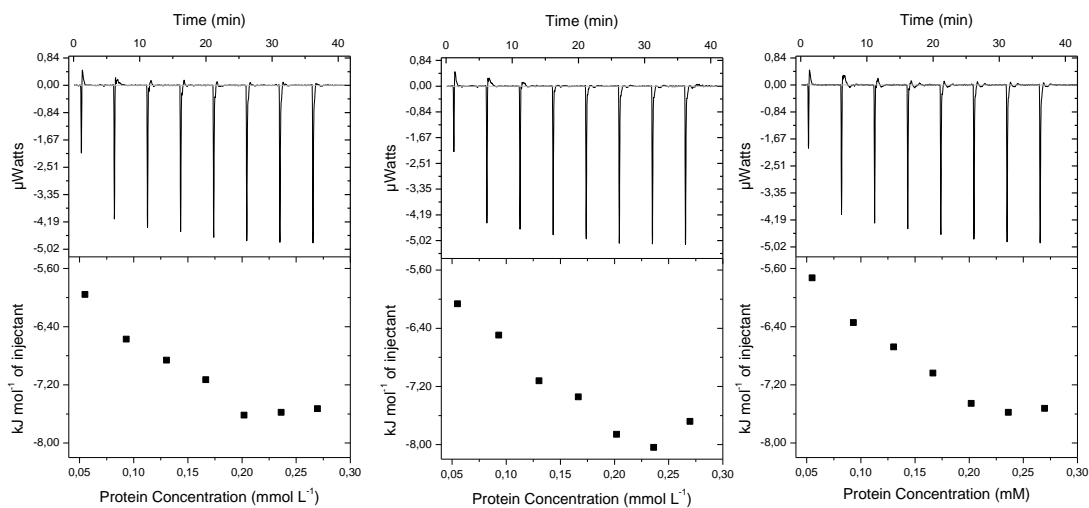 Time (min)
0 10 20 30 40
0,84
0,00
-0,84
-1,67
-2,51
-3,35
-4,19
-5,02
µWatts
-5,60
-6,40
-7,20
-8,00
kJ mol⁻¹ of injectant
0,05 0,10 0,15 0,20 0,25 0,30
Protein Concentration (mmol L⁻¹)
Time (min)
0 10 20 30 40
0,84
0,00
-0,84
-1,67
-2,51
-3,35
-4,19
-5,02
µWatts
-5,60
-6,40
-7,20
-8,00
kJ mol⁻¹ of injectant
0,05 0,10 0,15 0,20 0,25 0,30
Protein Concentration (mmol L⁻¹)
Time (min)
0 10 20 30 40
0,84
0,00
-0,84
-1,67
-2,51
-3,35
-4,19
-5,02
µWatts
-5,60
-6,40
-7,20
-8,00
kJ mol⁻¹ of injectant
0,05 0,10 0,15 0,20 0,25 0,30
Protein Concentration (mM)